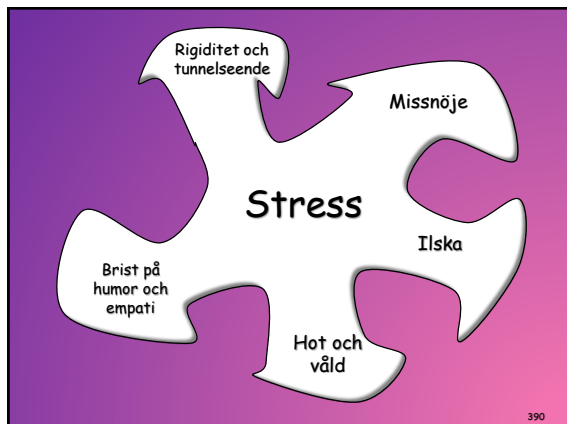 Rigiditet och
tunnelseende
Missnöje
Stress
Ilska
Brist på
humor och
empati
Hot och
våld
390